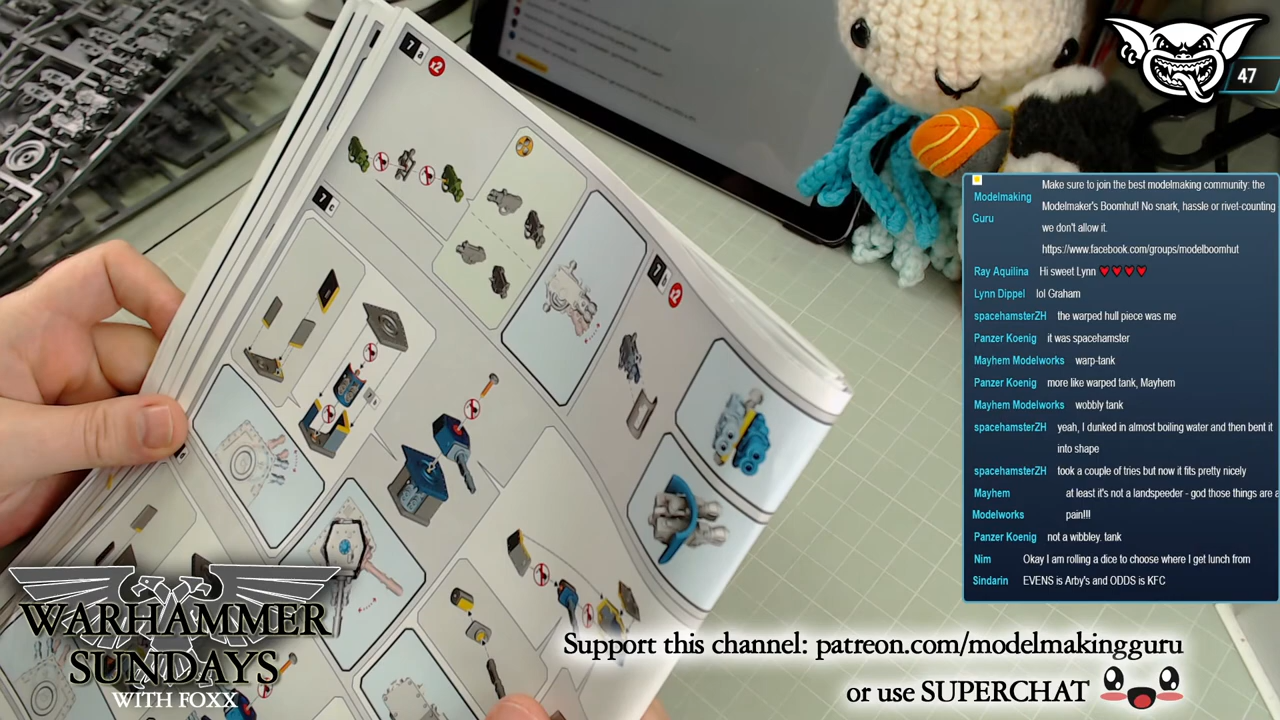 7a
x2
7c
7b
x2
47
Modelmaking Guru
Make sure to join the best modelmaking community: the
Modelmaker's Boomhut! No snark, hassle or rivet-counting
we don't allow it.
https://www.facebook.com/groups/modelboomhut
Ray Aquilina Hi sweet Lynn ♥♥♥♥
Lynn Dippel lol Graham
spacehamsterZH the warped hull piece was me
Panzer Koenig it was spacehamster
Mayhem Modelworks warp-tank
Panzer Koenig more like warped tank, Mayhem
Mayhem Modelworks wobbly tank
spacehamsterZH yeah, I dunked in almost boiling water and then bent it
into shape
spacehamsterZH took a couple of tries but now it fits pretty nicely
Mayhem at least it's not a landspeeder - god those things are a
Modelworks pain!!!
Panzer Koenig not a wibbley. tank
Nim Okay I am rolling a dice to choose where I get lunch from
Sindarin EVENS is Arby's and ODDS is KFC
WARHAMMER
SUNDAYS
WITH FOXX
Support this channel: patreon.com/modelmakingguru
or use SUPERCHAT